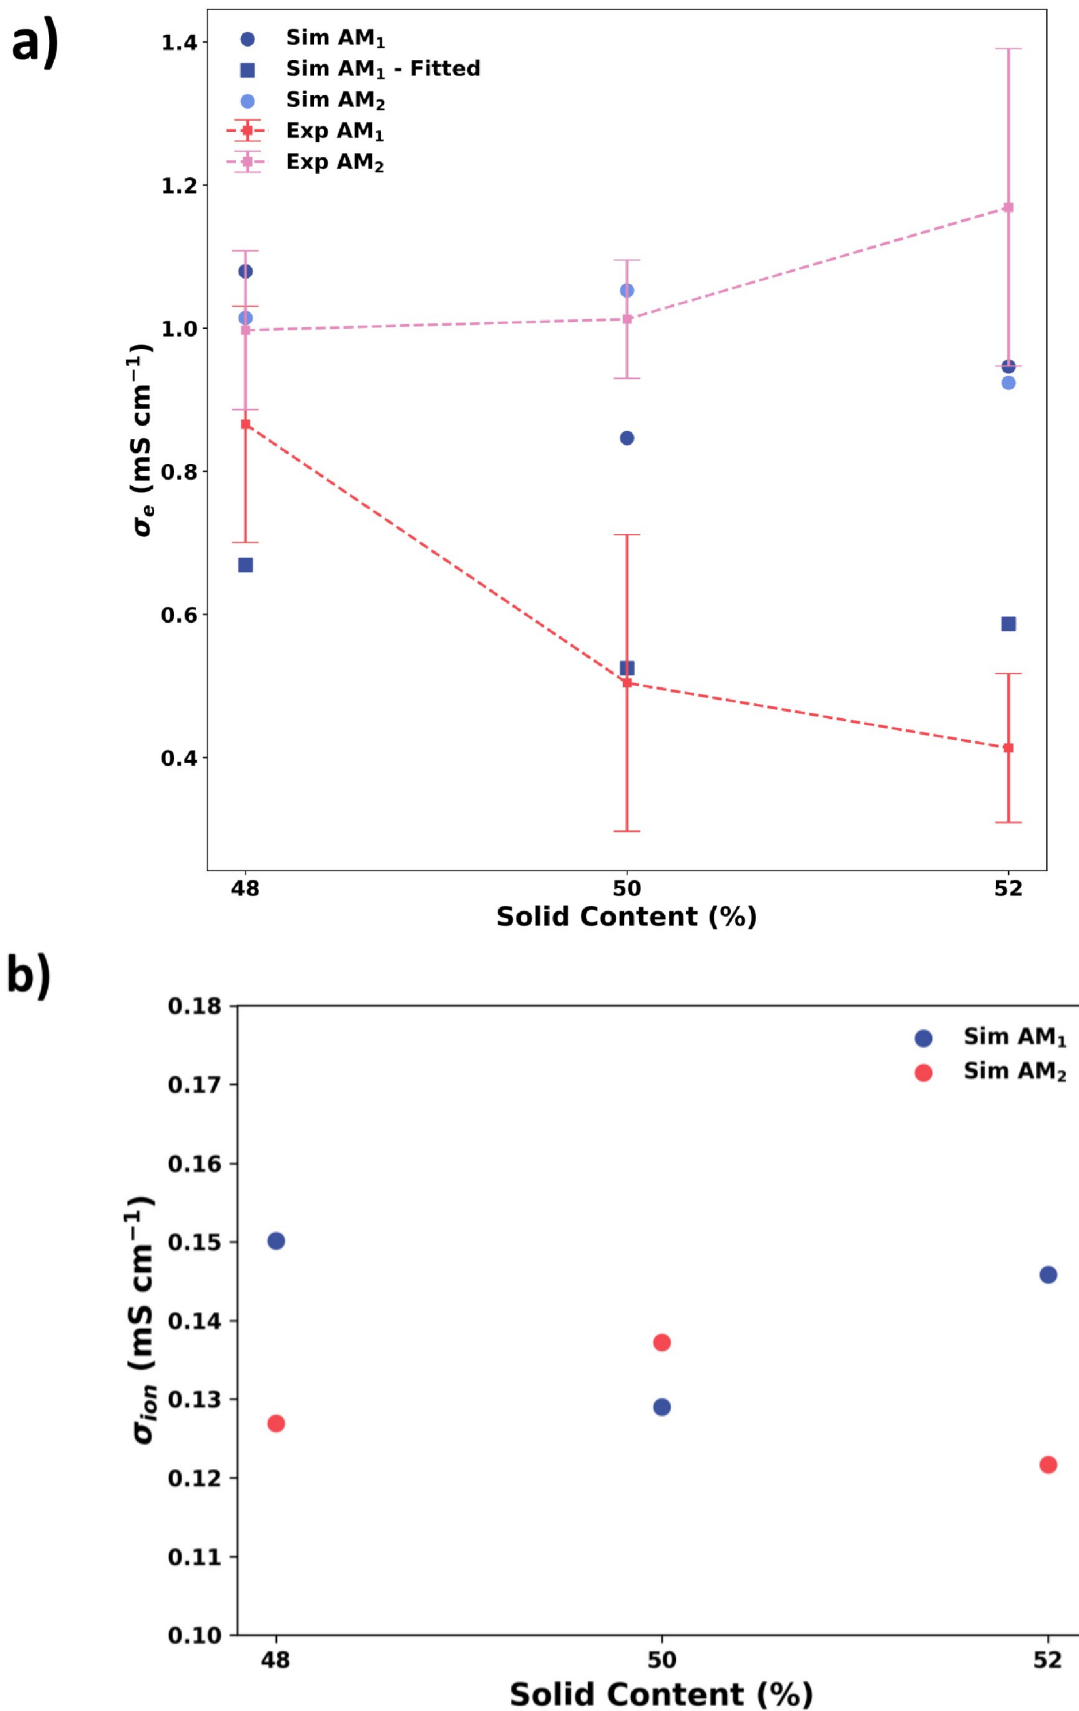 a)
Sim AM₁
Sim AM₁ - Fitted
Sim AM₂
Exp AM₁
Exp AM₂
1.4
1.2
1.0
0.8
0.6
0.4
σₑ (mS cm⁻¹)
48 50 52
Solid Content (%)
b)
Sim AM₁
Sim AM₂
0.18
0.17
0.16
0.15
0.14
0.13
0.12
0.11
0.10
σᵢₒₙ (mS cm⁻¹)
48 50 52
Solid Content (%)